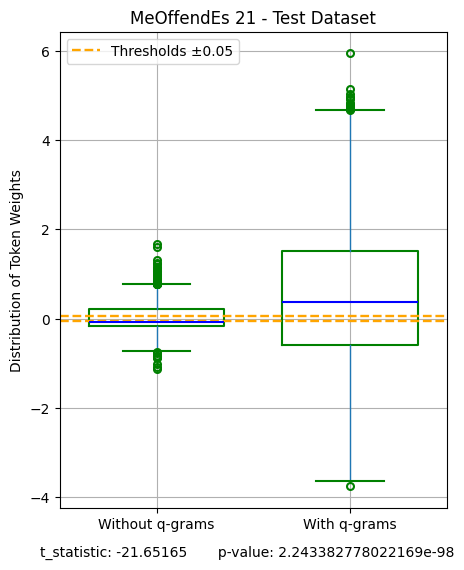 MeOffendEs 21 - Test Dataset
Thresholds ±0.05
Distribution of Token Weights
6
4
2
0
−2
−4
Without q-grams With q-grams
t_statistic: -21.65165 p-value: 2.243382778022169e-98